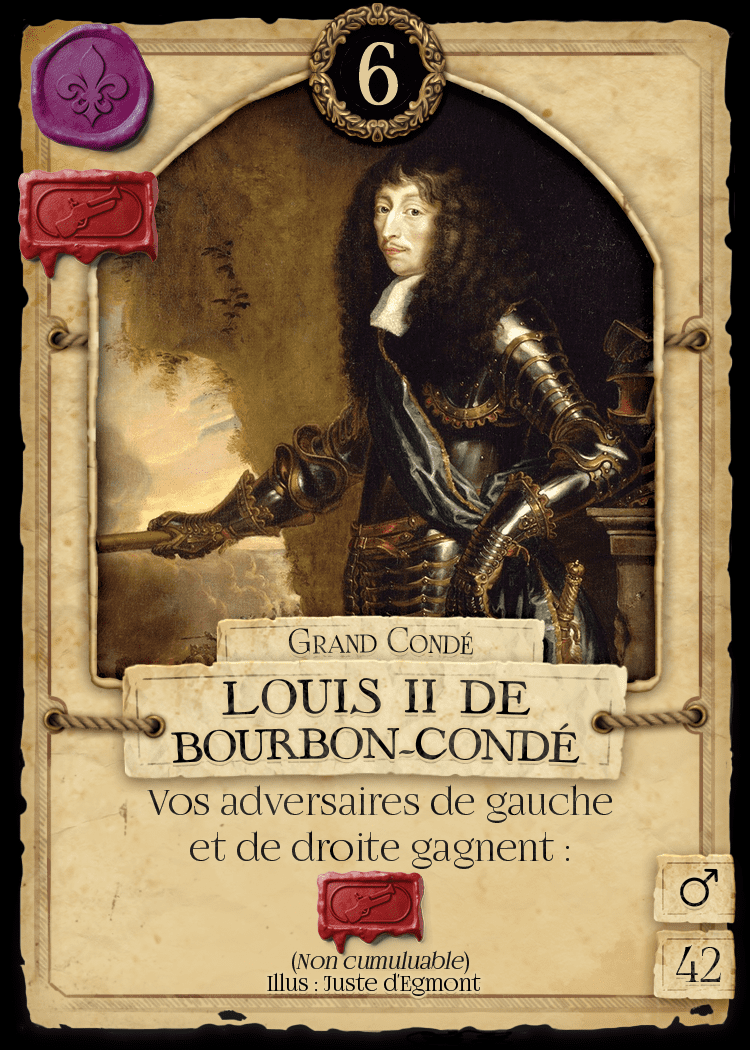 6
GRAND CONDÉ
LOUIS II DE
BOURBON-CONDÉ
Vos adversaires de gauche
et de droite gagnent :
(Non cumuluable)
Illus : Juste d'Egmont
♂
42